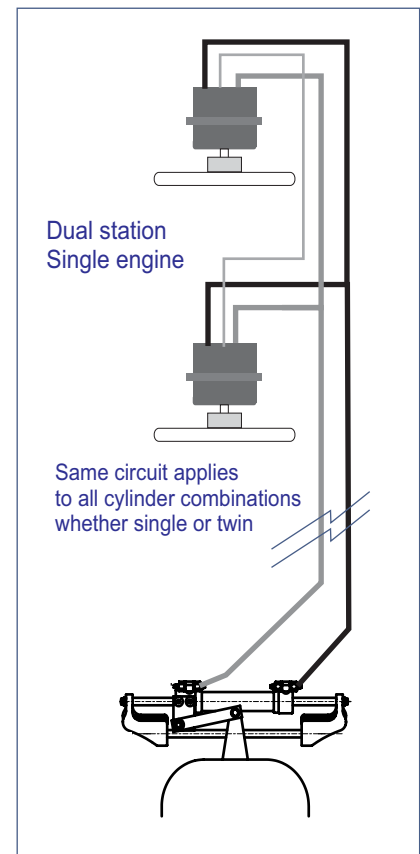 Dual station
Single engine
Same circuit applies
to all cylinder combinations
whether single or twin